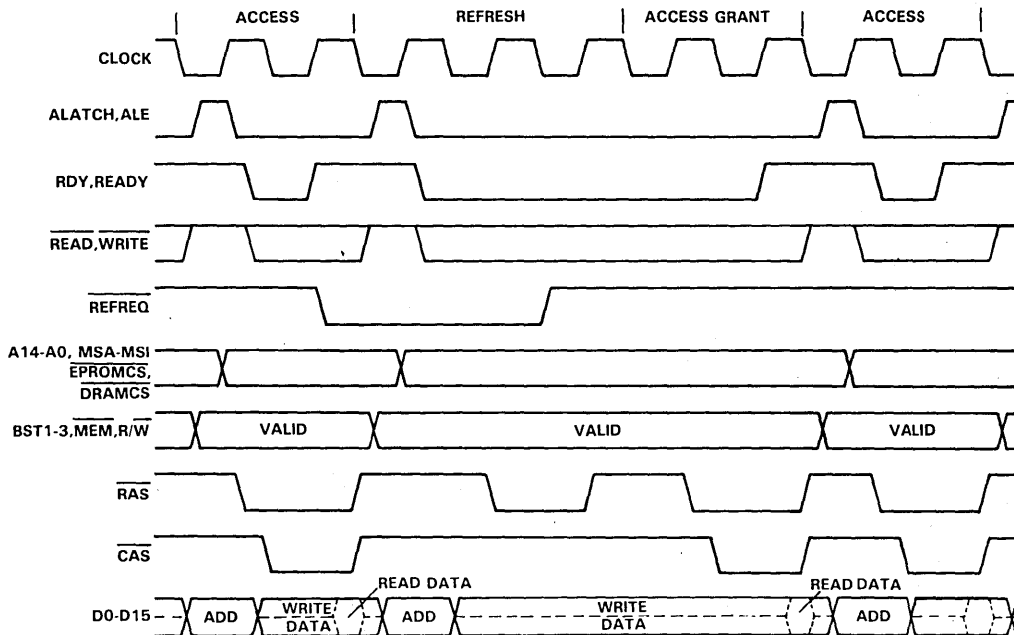 ACCESS REFRESH ACCESS GRANT ACCESS
CLOCK
ALATCH,ALE
RDY,READY
READ,WRITE
REFREQ
A14-A0, MSA-MSI
EPROMCS,
DRAMCS
BST1-3,MEM,R/W VALID VALID VALID
RAS
CAS
READ DATA READ DATA
D0-D15 ADD WRITE DATA ADD WRITE DATA ADD